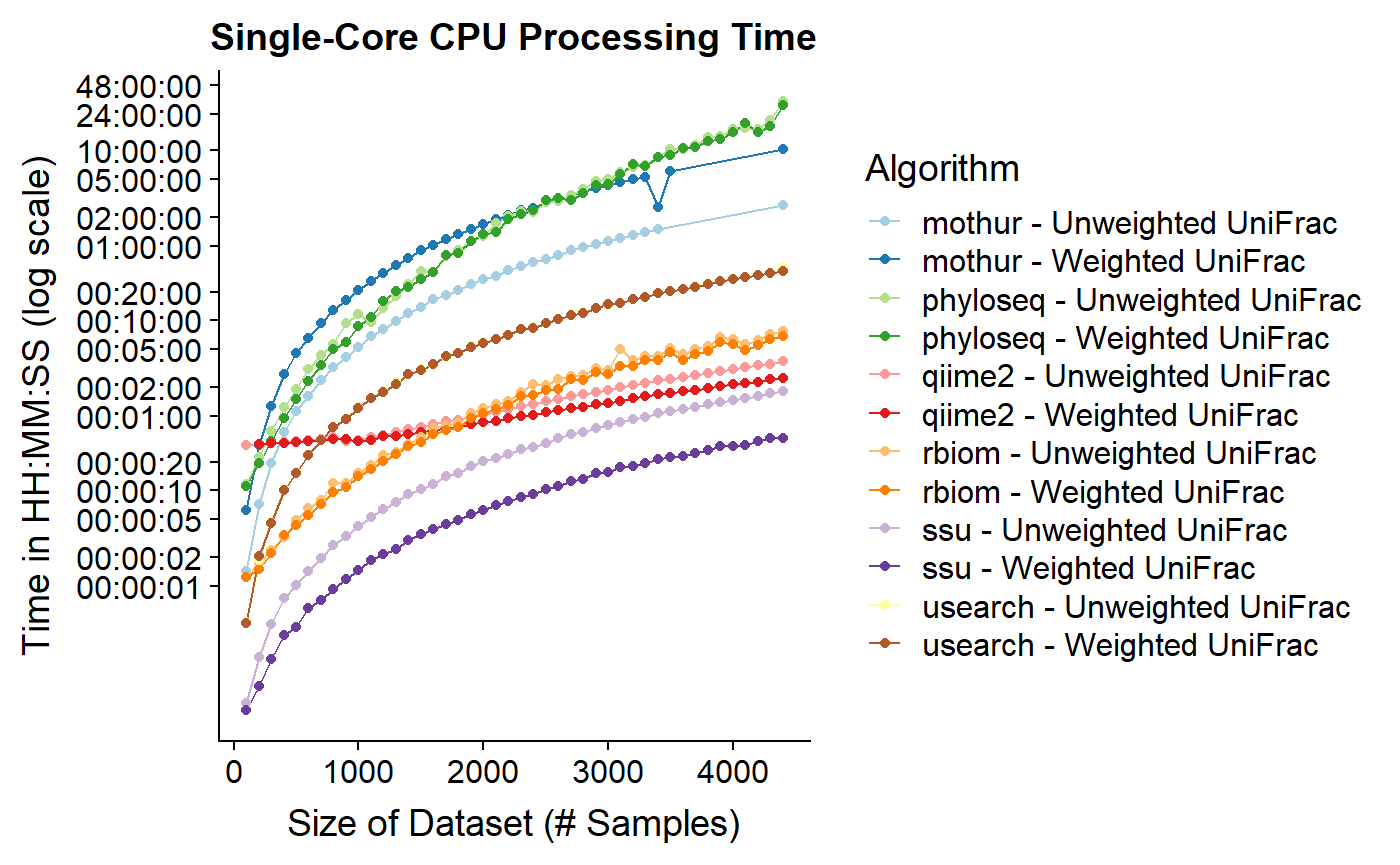 Single-Core CPU Processing Time
Time in HH:MM:SS (log scale)
48:00:00
24:00:00
10:00:00
05:00:00
02:00:00
01:00:00
00:20:00
00:10:00
00:05:00
00:02:00
00:01:00
00:00:20
00:00:10
00:00:05
00:00:02
00:00:01
0 1000 2000 3000 4000
Size of Dataset (# Samples)
Algorithm
mothur - Unweighted UniFrac
mothur - Weighted UniFrac
phyloseq - Unweighted UniFrac
phyloseq - Weighted UniFrac
qiime2 - Unweighted UniFrac
qiime2 - Weighted UniFrac
rbiom - Unweighted UniFrac
rbiom - Weighted UniFrac
ssu - Unweighted UniFrac
ssu - Weighted UniFrac
usearch - Unweighted UniFrac
usearch - Weighted UniFrac